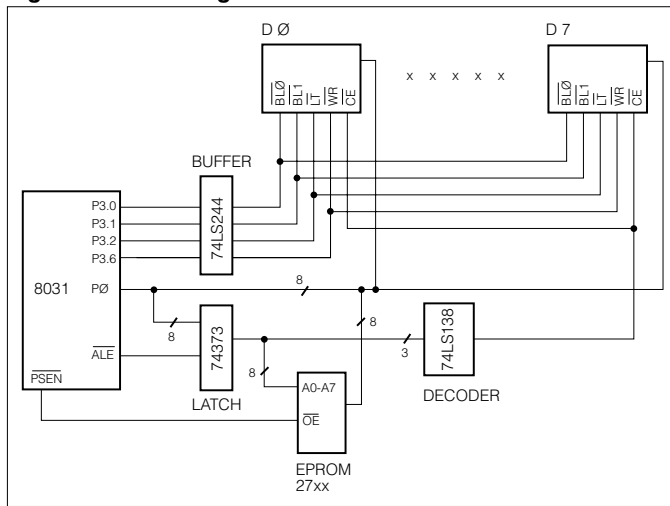 D Ø
D 7
x x x x x
BLØ
BL1
LT
WR
CE
BLØ
BL1
LT
WR
CE
BUFFER
74LS244
P3.0
P3.1
P3.2
P3.6
8031
PØ
ALE
PSEN
8
8
8
8
3
74373
LATCH
A0-A7
OE
EPROM
27xx
74LS138
DECODER